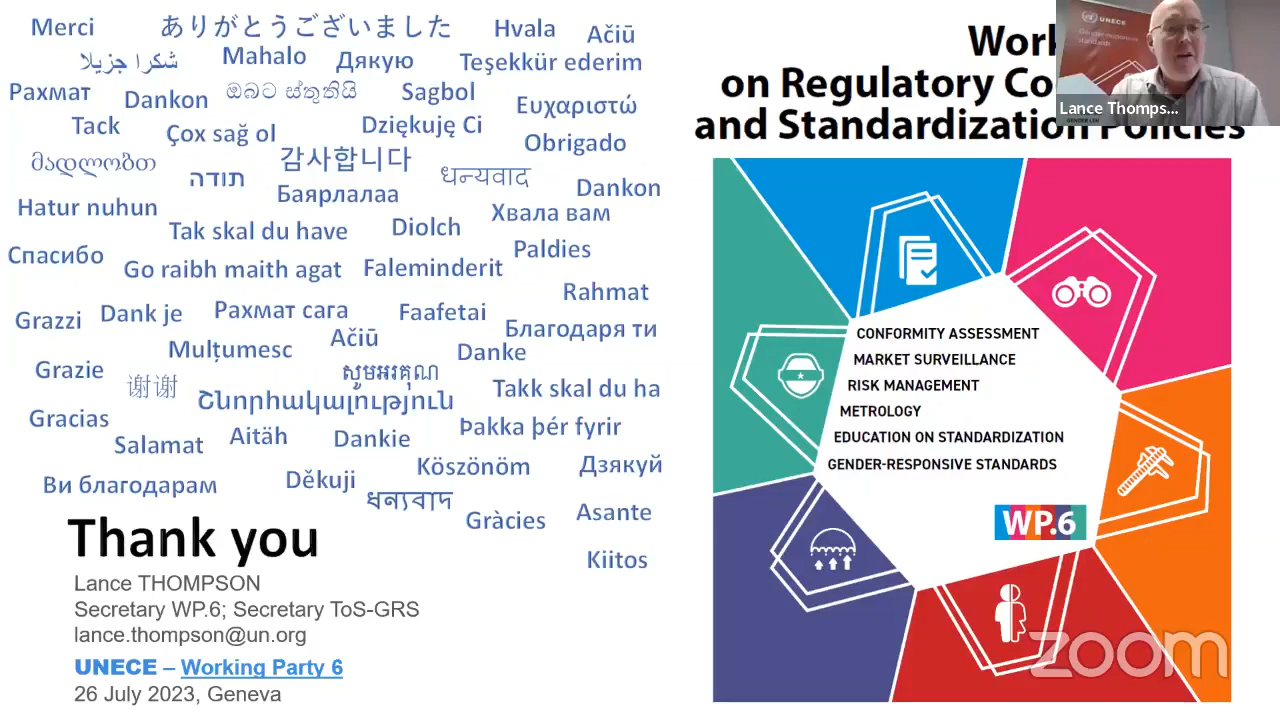 Merci
ありがとうございました
Hvala
Ačiū
شكرا جزيلا
Mahalo
Дякую
Teşekkür ederim
Рахмат
Dankon
ඔබට ස්තුතියි
Sagbol
Ευχαριστώ
Tack
Çox sağ ol
Dziękuję Ci
Obrigado
მადლობთ
תודה
감사합니다
धन्यवाद
Dankon
Баярлалаа
Hatur nuhun
Хвала вам
Tak skal du have
Diolch
Paldies
Спасибо
Go raibh maith agat
Faleminderit
Rahmat
Grazzi
Dank je
Рахмат сага
Faafetai
Благодаря ти
Ačiū
Mulțumesc
Danke
Grazie
谢谢
សូមអរគុណ
Takk skal du ha
Շնորհակալություն
Gracias
Salamat
Aitäh
Dankie
Þakka þér fyrir
Köszönöm
Дзякуй
Ви благодарам
Děkuji
ધન્યવાદ
Gràcies
Asante
Kiitos
Thank you
Lance THOMPSON
Secretary WP.6; Secretary ToS-GRS
lance.thompson@un.org
UNECE – Working Party 6
26 July 2023, Geneva
on Regulatory
and Standardization Policies
UNECE
Gender-responsive
standards
Lance Thomps...
CONFORMITY ASSESSMENT
MARKET SURVEILLANCE
RISK MANAGEMENT
METROLOGY
EDUCATION ON STANDARDIZATION
GENDER-RESPONSIVE STANDARDS
WP.6
zoom